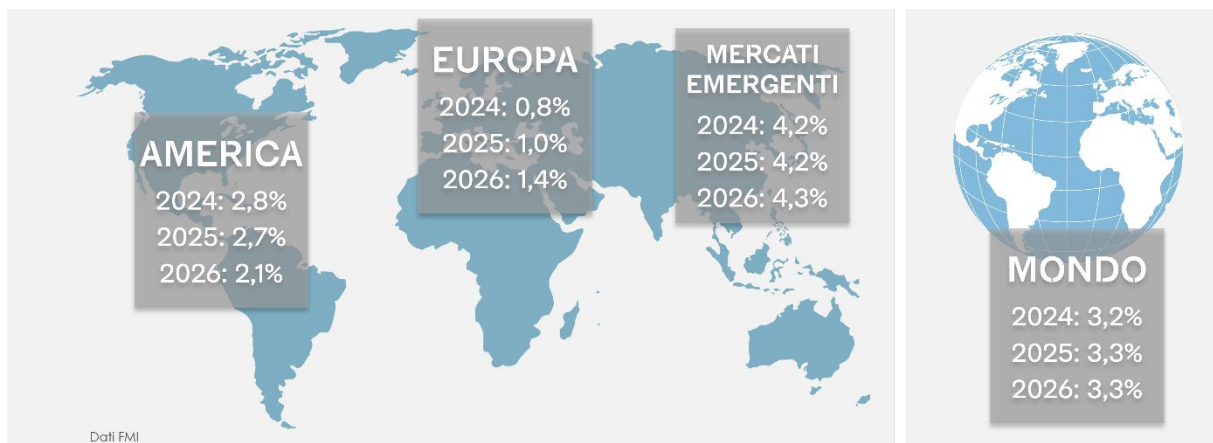 AMERICA
2024: 2,8%
2025: 2,7%
2026: 2,1%
EUROPA
2024: 0,8%
2025: 1,0%
2026: 1,4%
MERCATI
EMERGENTI
2024: 4,2%
2025: 4,2%
2026: 4,3%
MONDO
2024: 3,2%
2025: 3,3%
2026: 3,3%
Dati FMI